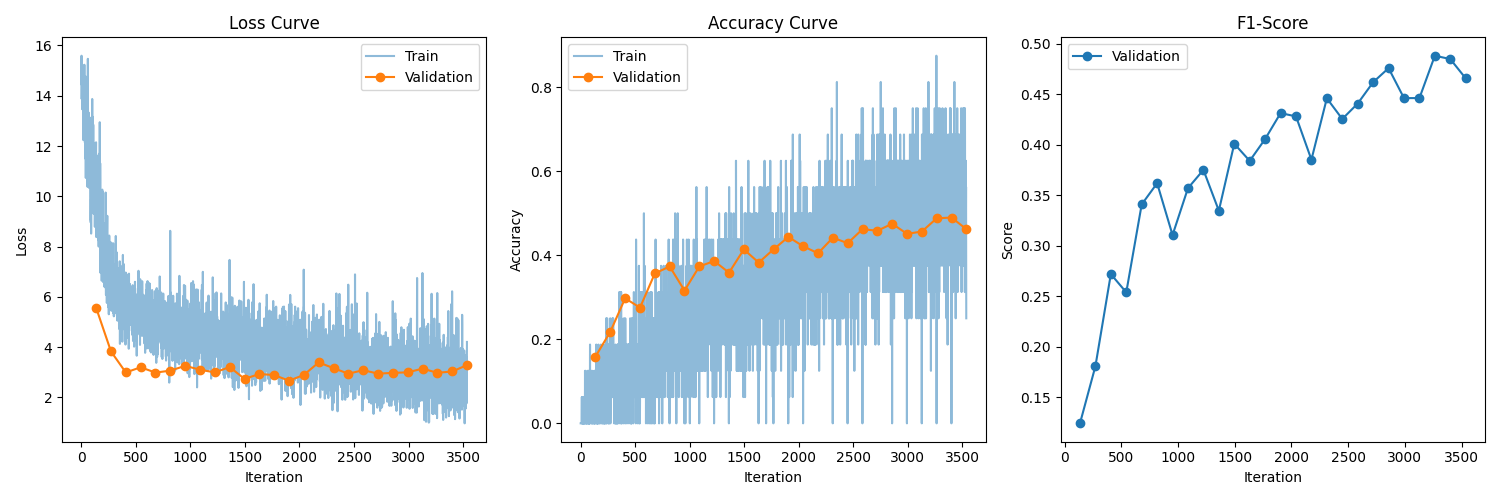 Loss Curve
Train
Validation
16
14
12
10
8
6
4
2
Loss
0 500 1000 1500 2000 2500 3000 3500
Iteration
Accuracy Curve
Train
Validation
0.8
0.6
0.4
0.2
0.0
Accuracy
0 500 1000 1500 2000 2500 3000 3500
Iteration
F1-Score
Validation
0.50
0.45
0.40
0.35
0.30
0.25
0.20
0.15
Score
0 500 1000 1500 2000 2500 3000 3500
Iteration